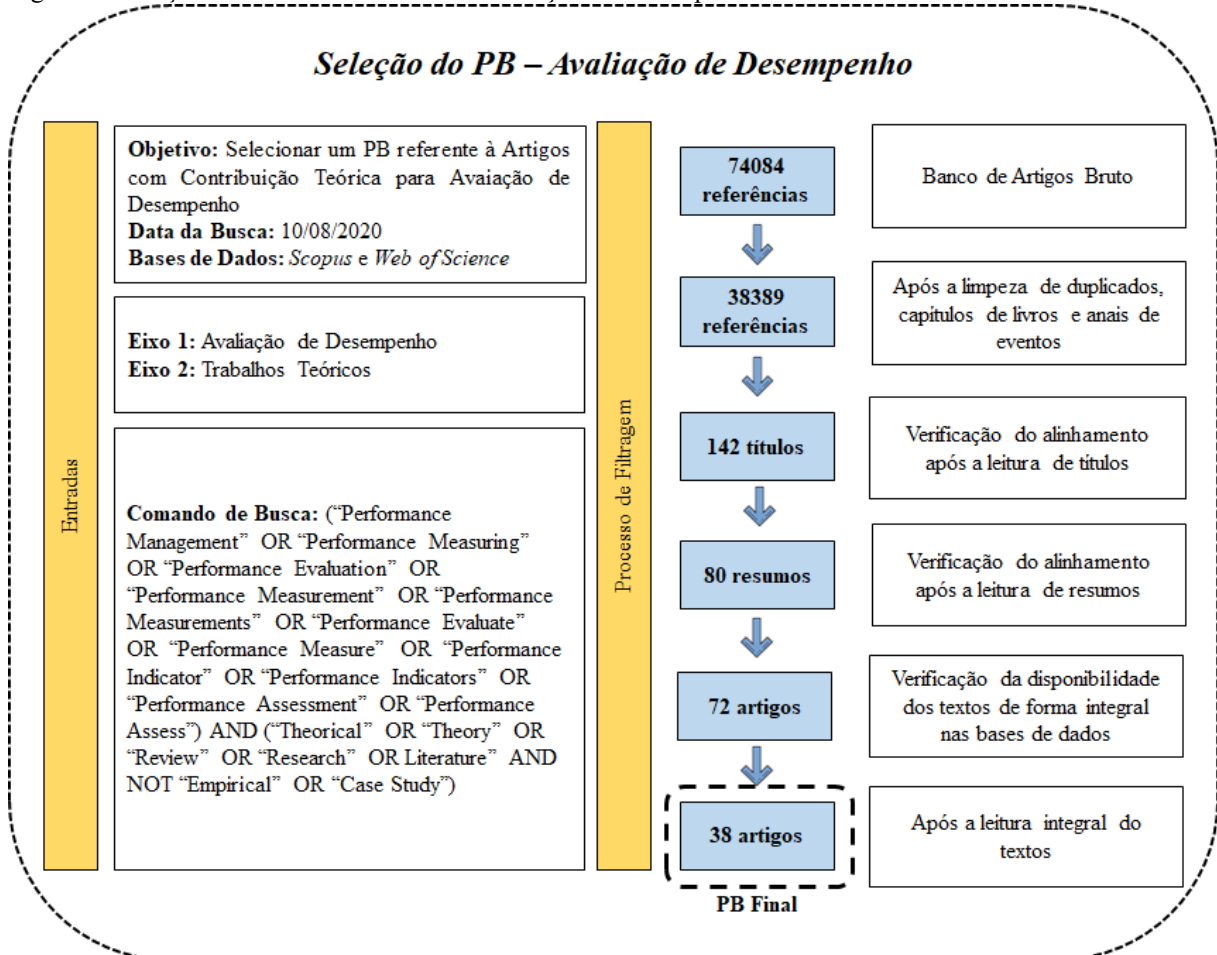 Seleção do PB – Avaliação de Desempenho
Entradas
Objetivo: Selecionar um PB referente à Artigos
com Contribuição Teórica para Avaiação de
Desempenho
Data da Busca: 10/08/2020
Bases de Dados: Scopus e Web of Science
Eixo 1: Avaliação de Desempenho
Eixo 2: Trabalhos Teóricos
Comando de Busca: (“Performance
Management” OR “Performance Measuring”
OR “Performance Evaluation” OR
“Performance Measurement” OR “Performance
Measurements” OR “Performance Evaluate”
OR “Performance Measure” OR “Performance
Indicator” OR “Performance Indicators” OR
“Performance Assessment” OR “Performance
Assess”) AND (“Theorical” OR “Theory” OR
“Review” OR “Research” OR Literature” AND
NOT “Empirical” OR “Case Study”)
Processo de Filtragem
74084
referências
Banco de Artigos Bruto
38389
referências
Após a limpeza de duplicados,
capítulos de livros e anais de
eventos
142 títulos
Verificação do alinhamento
após a leitura de títulos
80 resumos
Verificação do alinhamento
após a leitura de resumos
72 artigos
Verificação da disponibilidade
dos textos de forma integral
nas bases de dados
38 artigos
Após a leitura integral do
textos
PB Final